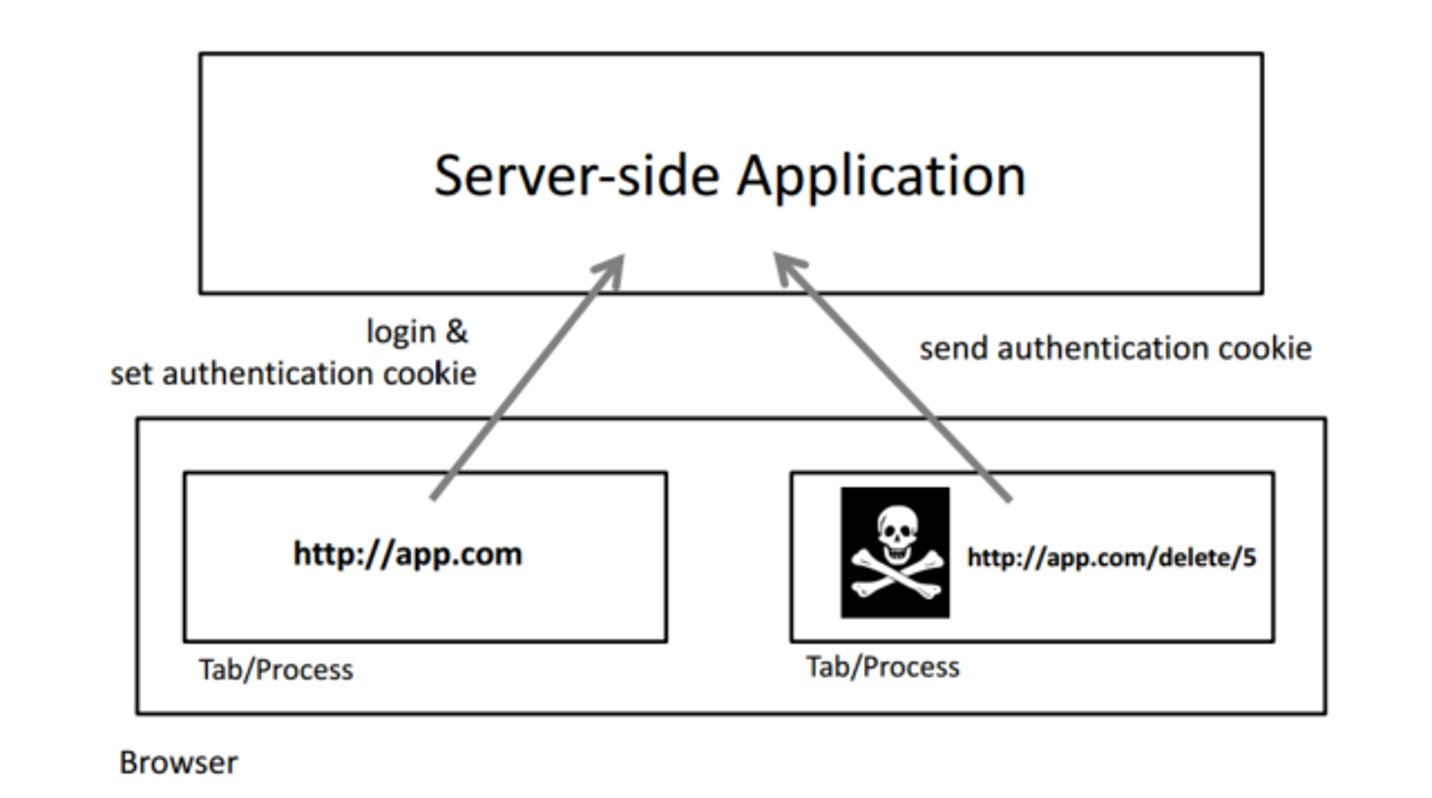 Server-side Application
login &
set authentication cookie
send authentication cookie
http://app.com
http://app.com/delete/5
Tab/Process
Tab/Process
Browser